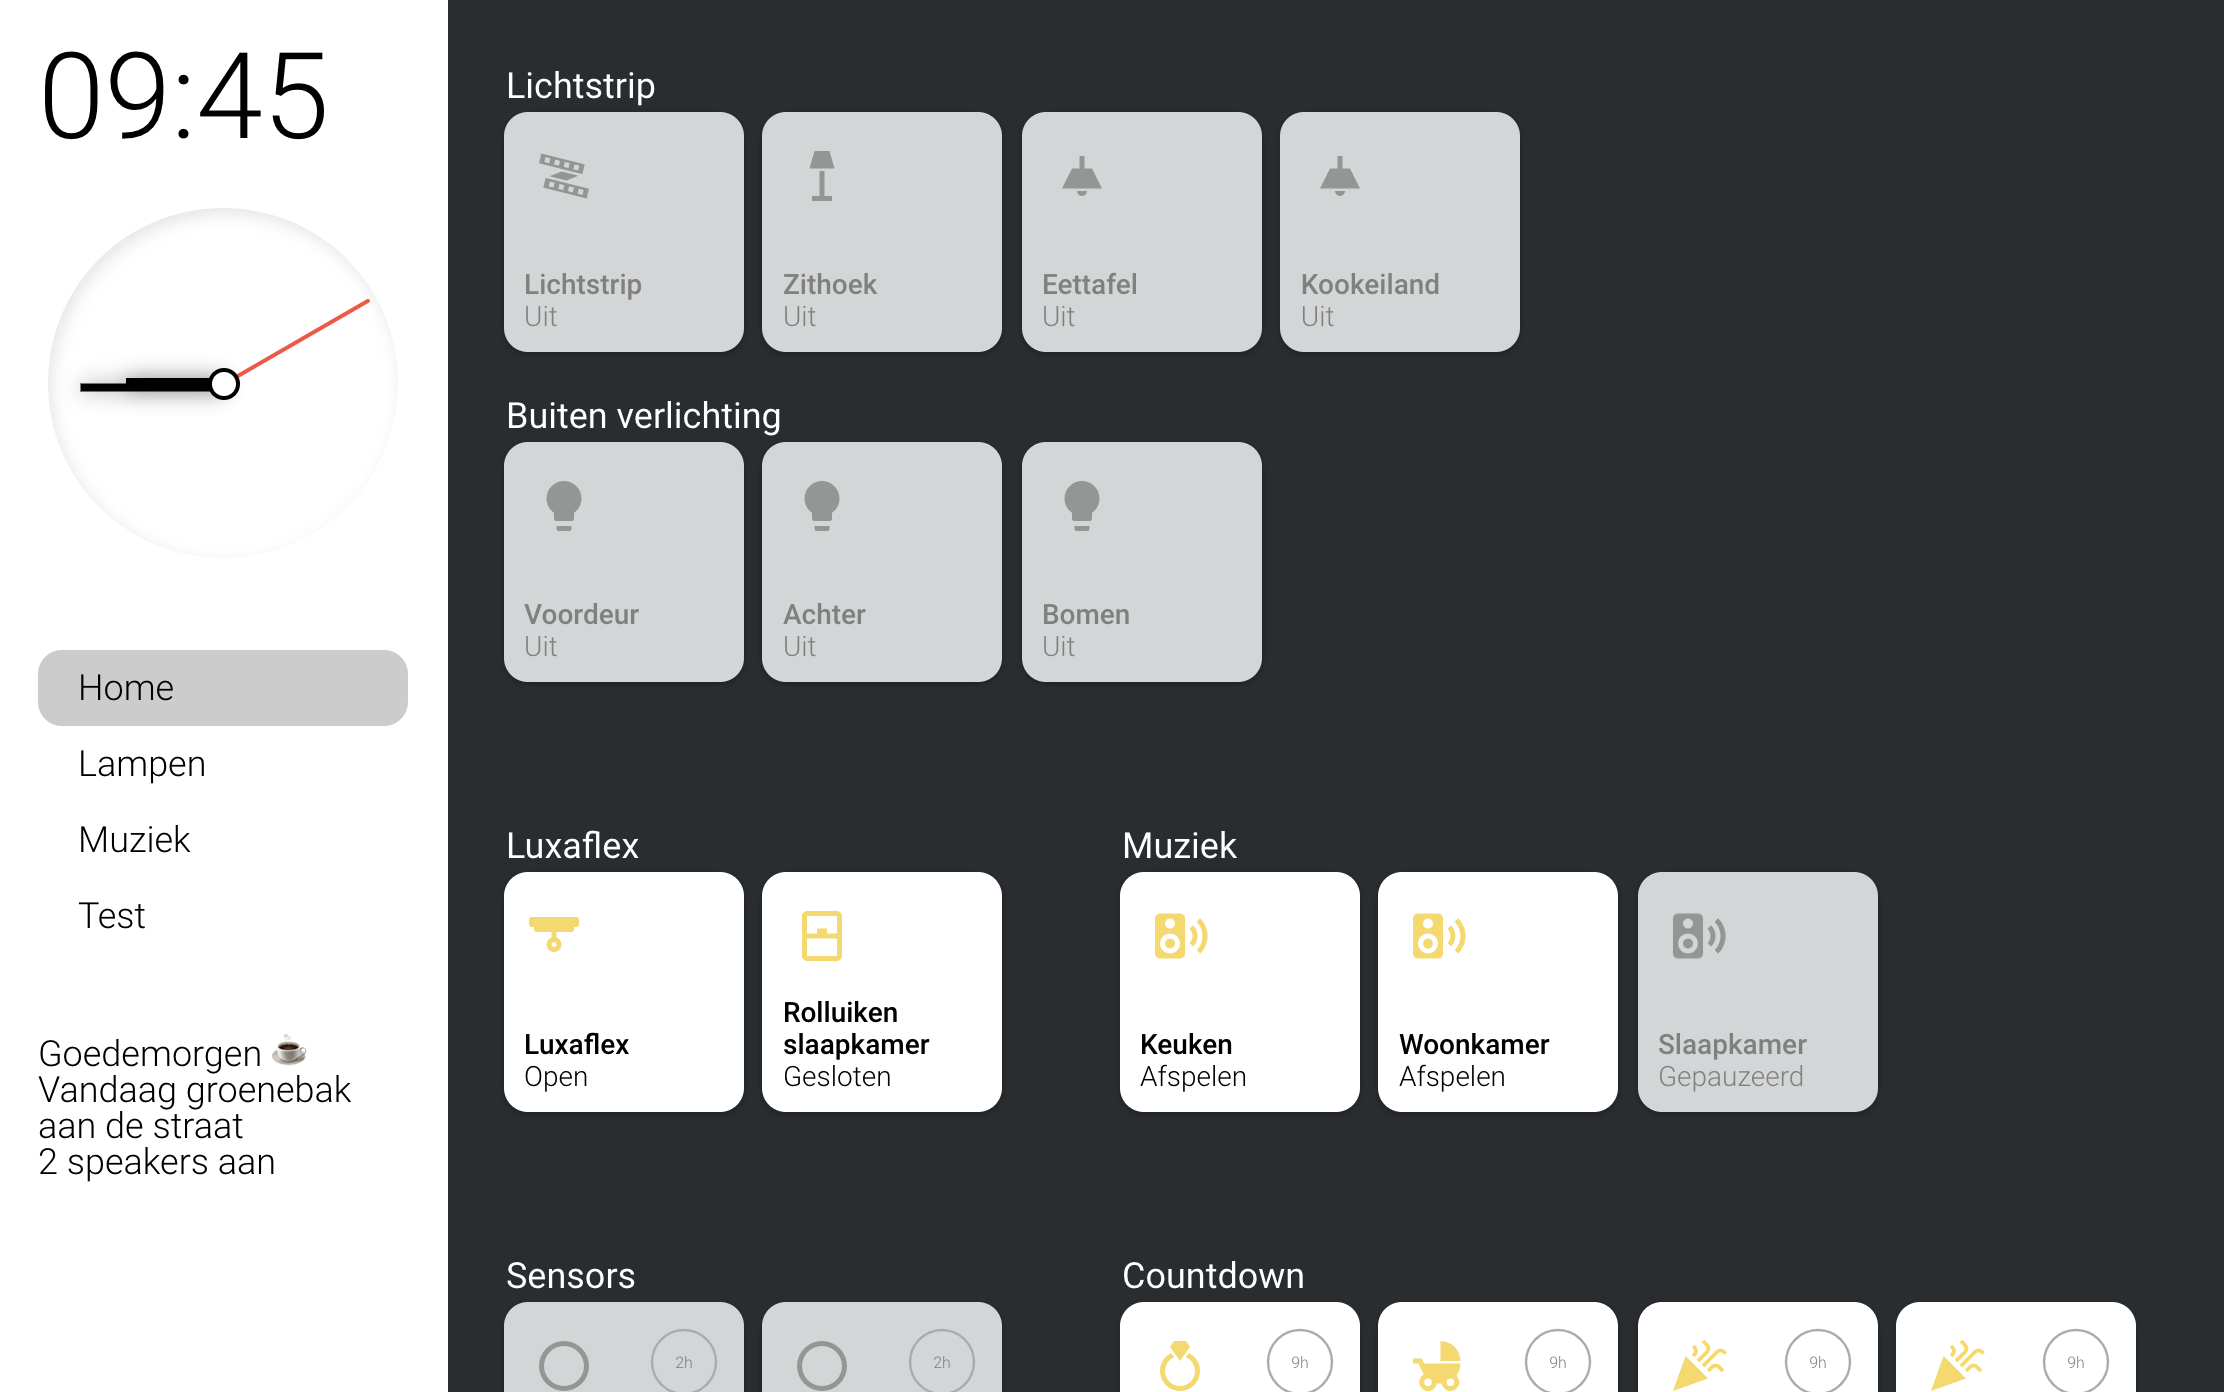 09:45
Home
Lampen
Muziek
Test
Goedemorgen ☕
Vandaag groenebak
aan de straat
2 speakers aan
Lichtstrip
Lichtstrip
Uit
Zithoek
Uit
Eettafel
Uit
Kookeiland
Uit
Buiten verlichting
Voordeur
Uit
Achter
Uit
Bomen
Uit
Luxaflex
Luxaflex
Open
Rolluiken
slaapkamer
Gesloten
Muziek
Keuken
Afspelen
Woonkamer
Afspelen
Slaapkamer
Gepauzeerd
Sensors
2h
2h
Countdown
9h
9h
9h
9h